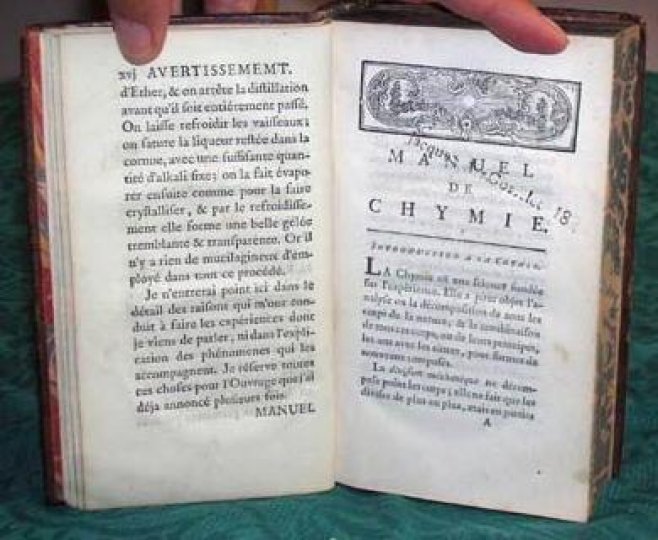 xvj AVERTISSEMEMT.
d'Ether, & on arrête la distillation
avant qu'il soit entiérement passé.
On laisse refroidir les vaisseaux;
on sature la liqueur restée dans la
cornue, avec une suffisante quan-
tité d'alkali fixe; on la fait évapo-
rer ensuite comme pour la faire
crystalliser, & par le refroidisse-
ment elle forme une belle gelée
tremblante & transparente. Or il
n'y a rien de mucilagineux d'em-
ployé dans tout ce procédé.
Je n'entrerai point ici dans le
détail des raisons qui m'ont con-
duit à faire les expériences dont
je viens de parler, ni dans l'expli-
cation des phénomenes qui les
accompagnent. Je réserve toutes
ces choses pour l'Ouvrage que j'ai
déja annoncé plusieurs fois.
MANUEL
MANUEL
DE
CHYMIE.
Jacques 18
INTRODUCTION A LA CHYMIE.
LA Chymie est une science fondée
sur l'expérience. Elle a pour objet l'a-
nalyse ou la décomposition de tous les
corps de la nature, & la combinaison
de mes corps, ou de leurs principes,
les uns avec les autres, pour former de
nouveaux composés.
La division méchanique ne décom-
pose point les corps; elle ne fait que les
diviser de plus en plus, mais en parties
A